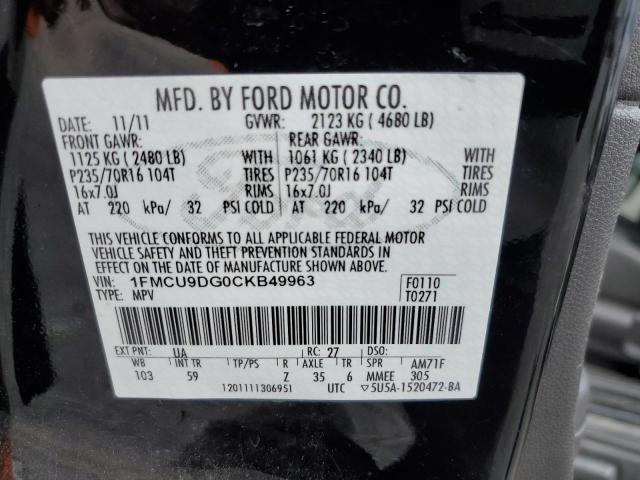 MFD. BY FORD MOTOR CO.
DATE: 11/11 GVWR: 2123 KG ( 4680 LB)
FRONT GAWR: REAR GAWR:
1125 KG ( 2480 LB) WITH 1061 KG ( 2340 LB) WITH
P235/70R16 104T TIRES P235/70R16 104T TIRES
16x7.0J RIMS 16x7.0J RIMS
AT 220 kPa/ 32 PSI COLD AT 220 kPa/ 32 PSI COLD
THIS VEHICLE CONFORMS TO ALL APPLICABLE FEDERAL MOTOR
VEHICLE SAFETY AND THEFT PREVENTION STANDARDS IN
EFFECT ON THE DATE OF MANUFACTURE SHOWN ABOVE.
VIN: 1FMCU9DG0CKB49963 F0110
TYPE: MPV T0271
EXT PNT: UA RC: 27 DSO:
WB INT TR TP/PS R AXLE TR SPR AM71F
103 59 Z 35 6 MMEE 305
1201111306951 UTC ▽5U5A-1520472-BA
Ford